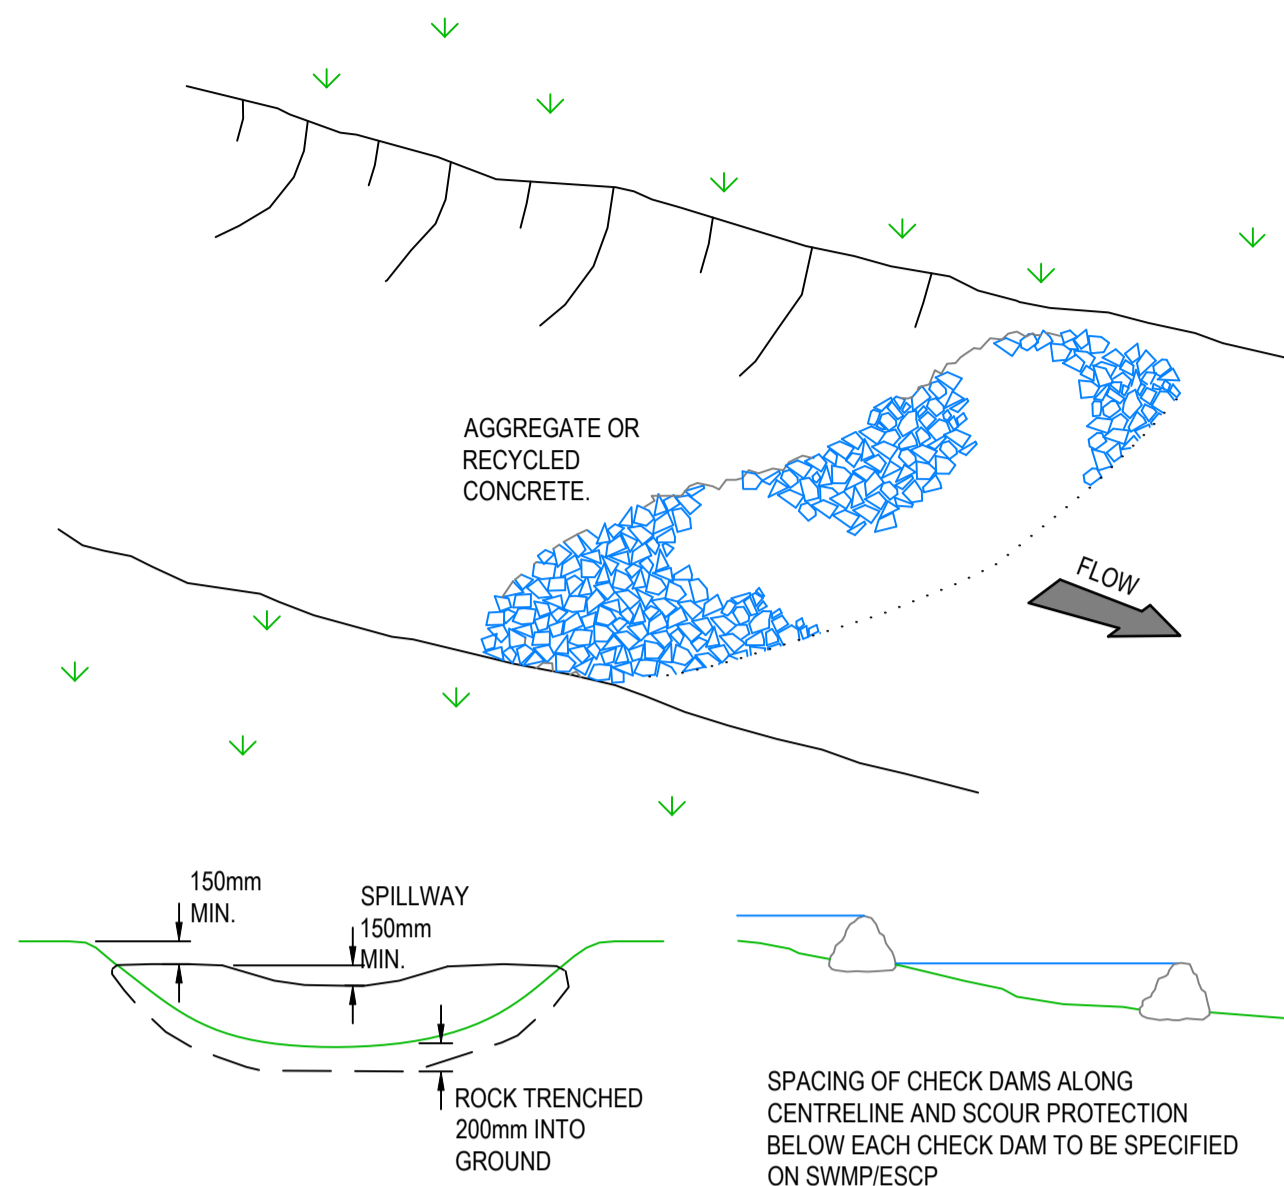 AGGREGATE OR
RECYCLED
CONCRETE.
FLOW
150mm
MIN.
SPILLWAY
150mm
MIN.
ROCK TRENCHED
200mm INTO
GROUND
SPACING OF CHECK DAMS ALONG
CENTRELINE AND SCOUR PROTECTION
BELOW EACH CHECK DAM TO BE SPECIFIED
ON SWMP/ESCP